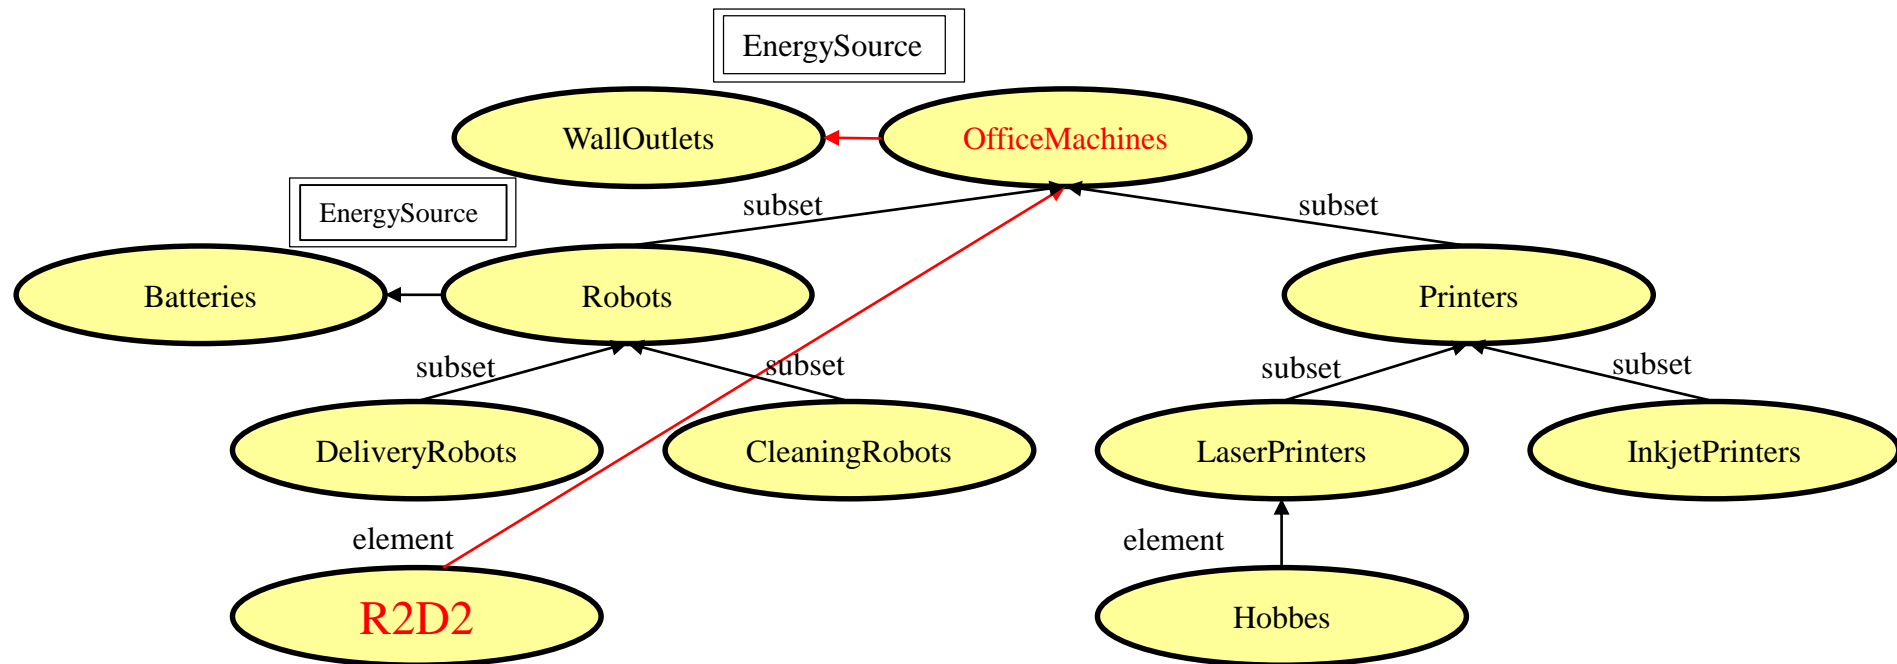 EnergySource
WallOutlets
OfficeMachines
EnergySource
subset
subset
Batteries
Robots
Printers
subset
subset
subset
subset
DeliveryRobots
CleaningRobots
LaserPrinters
InkjetPrinters
element
element
R2D2
Hobbes